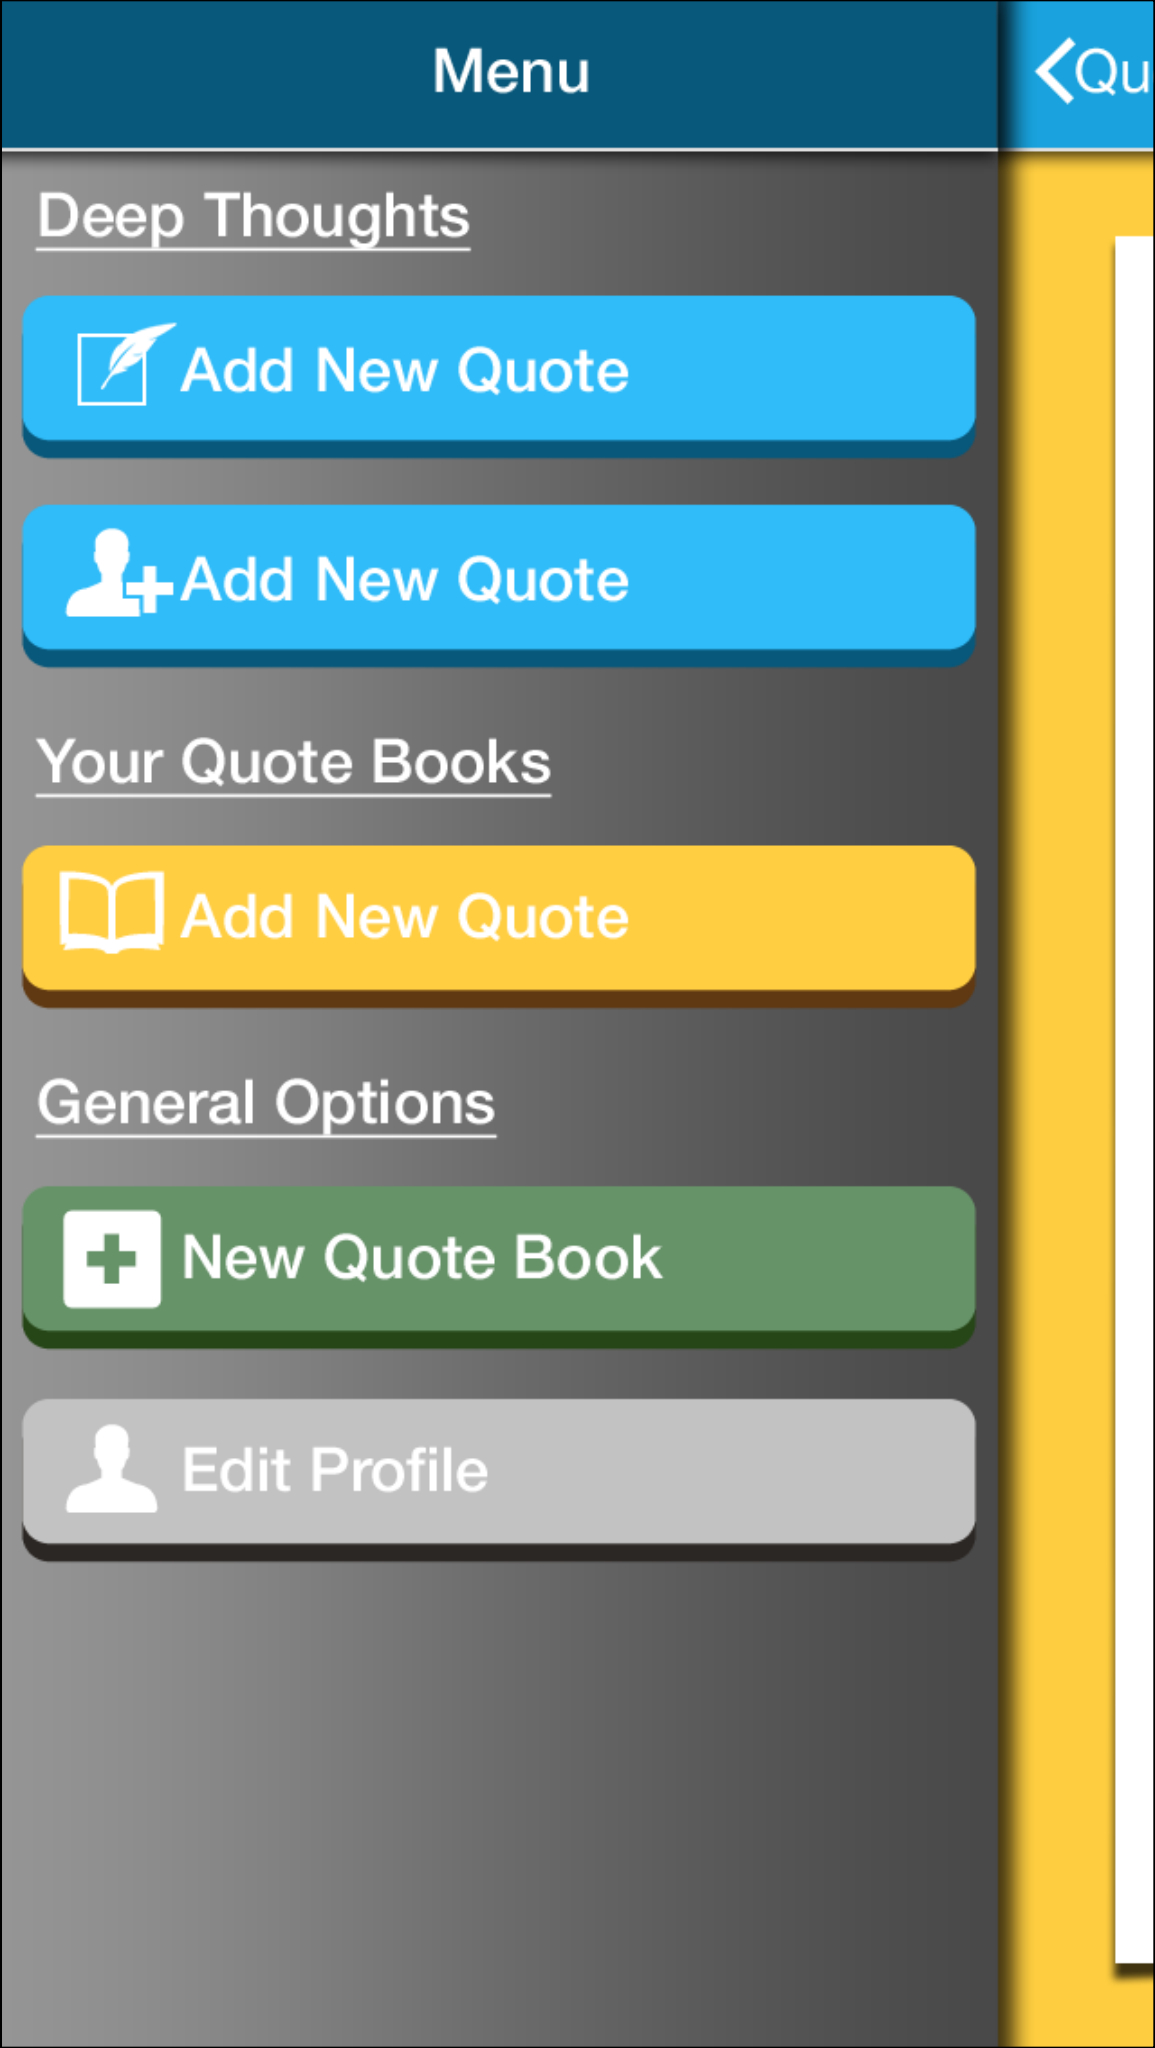 Menu
Qu
Deep Thoughts
Add New Quote
Add New Quote
Your Quote Books
Add New Quote
General Options
New Quote Book
Edit Profile